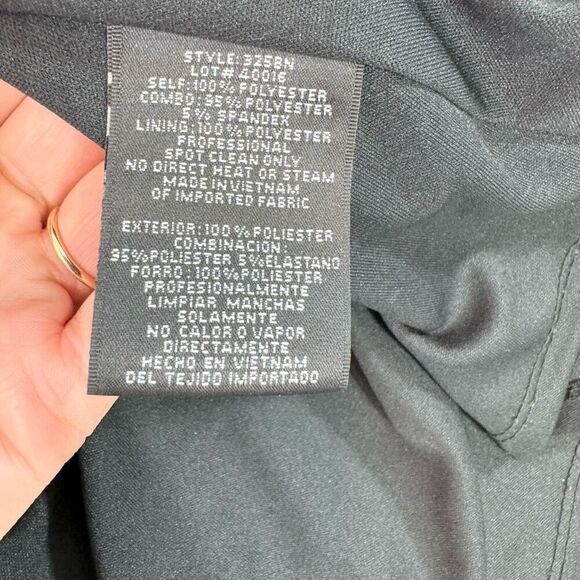 STYLE:3258N
LOT# 40016
SELF:100%POLYESTER
COMBO:95%POLYESTER
5%SPANDEX
LINING:100%POLYESTER
PROFESSIONAL
SPOT CLEAN ONLY
NO DIRECT HEAT OR STEAM
MADE IN VIETNAM
OF IMPORTED FABRIC
EXTERIOR:100%POLIESTER
COMBINACION:
95%POLIESTER 5%ELASTANO
FORRO:100%POLIESTER
PROFESIONALMENTE
LIMPIAR MANCHAS
SOLAMENTE
NO CALOR O VAPOR
DIRECTAMENTE
HECHO EN VIETNAM
DEL TEJIDO IMPORTADO